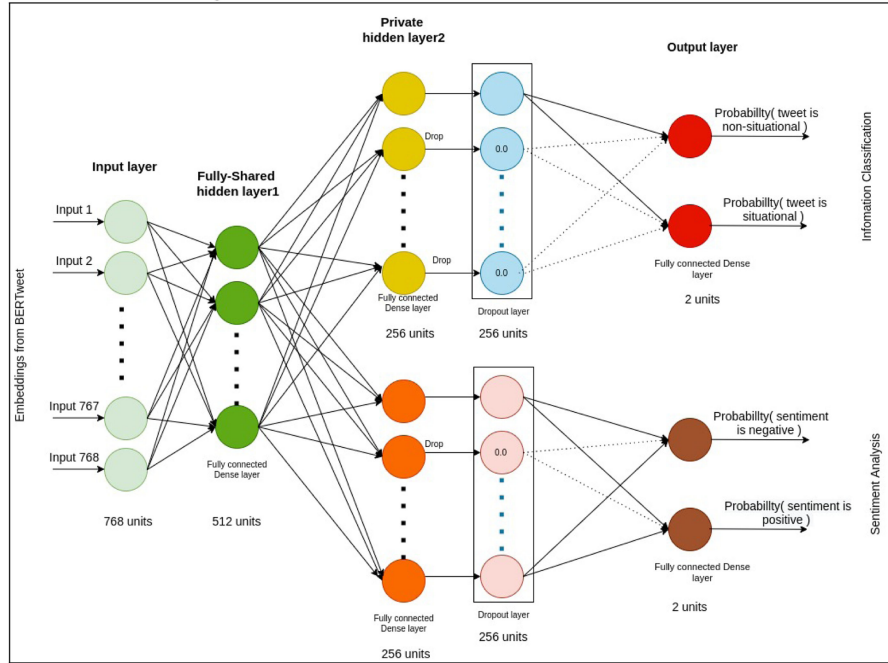 Private
hidden layer2
Output layer
Input layer
Fully-Shared
hidden layer1
Embeddings from BERTweet
Input 1
Input 2
Input 767
Input 768
768 units
Fully connected
Dense layer
512 units
Drop
Drop
Fully connected
Dense layer
256 units
0.0
0.0
Dropout layer
256 units
Probabillty( tweet is
non-situational )
Probabillty( tweet is
situational )
Fully connected Dense
layer
2 units
Infomation Classification
Drop
Fully connected
Dense layer
256 units
0.0
Dropout layer
256 units
Probabillty( sentiment
is negative )
Probabillty( sentiment is
positive )
Fully connected Dense
layer
2 units
Sentiment Analysis